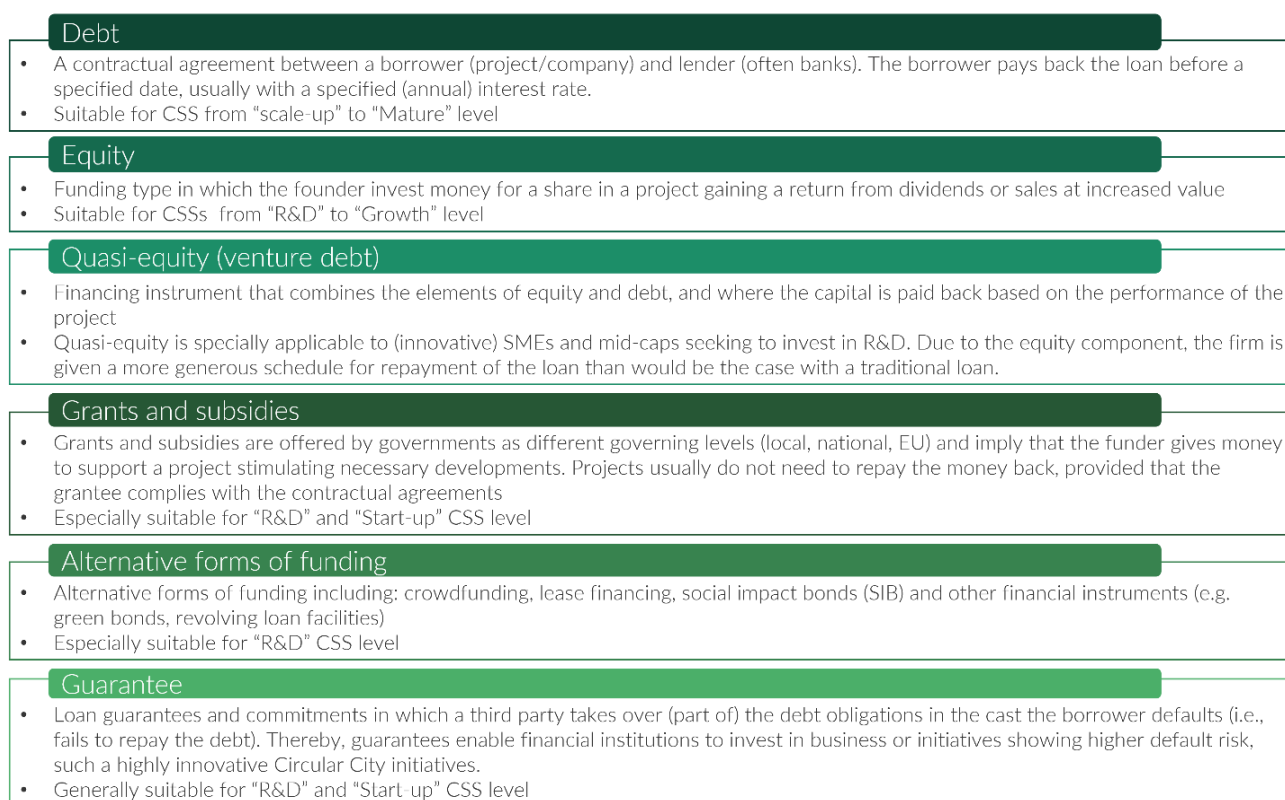 Debt
• A contractual agreement between a borrower (project/company) and lender (often banks). The borrower pays back the loan before a
specified date, usually with a specified (annual) interest rate.
• Suitable for CSS from “scale-up” to “Mature” level
Equity
• Funding type in which the founder invest money for a share in a project gaining a return from dividends or sales at increased value
• Suitable for CSSs from “R&D” to “Growth” level
Quasi-equity (venture debt)
• Financing instrument that combines the elements of equity and debt, and where the capital is paid back based on the performance of the
project
• Quasi-equity is specially applicable to (innovative) SMEs and mid-caps seeking to invest in R&D. Due to the equity component, the firm is
given a more generous schedule for repayment of the loan than would be the case with a traditional loan.
Grants and subsidies
• Grants and subsidies are offered by governments as different governing levels (local, national, EU) and imply that the funder gives money
to support a project stimulating necessary developments. Projects usually do not need to repay the money back, provided that the
grantee complies with the contractual agreements
• Especially suitable for “R&D” and “Start-up” CSS level
Alternative forms of funding
• Alternative forms of funding including: crowdfunding, lease financing, social impact bonds (SIB) and other financial instruments (e.g.
green bonds, revolving loan facilities)
• Especially suitable for “R&D” CSS level
Guarantee
• Loan guarantees and commitments in which a third party takes over (part of) the debt obligations in the cast the borrower defaults (i.e.,
fails to repay the debt). Thereby, guarantees enable financial institutions to invest in business or initiatives showing higher default risk,
such a highly innovative Circular City initiatives.
• Generally suitable for “R&D” and “Start-up” CSS level